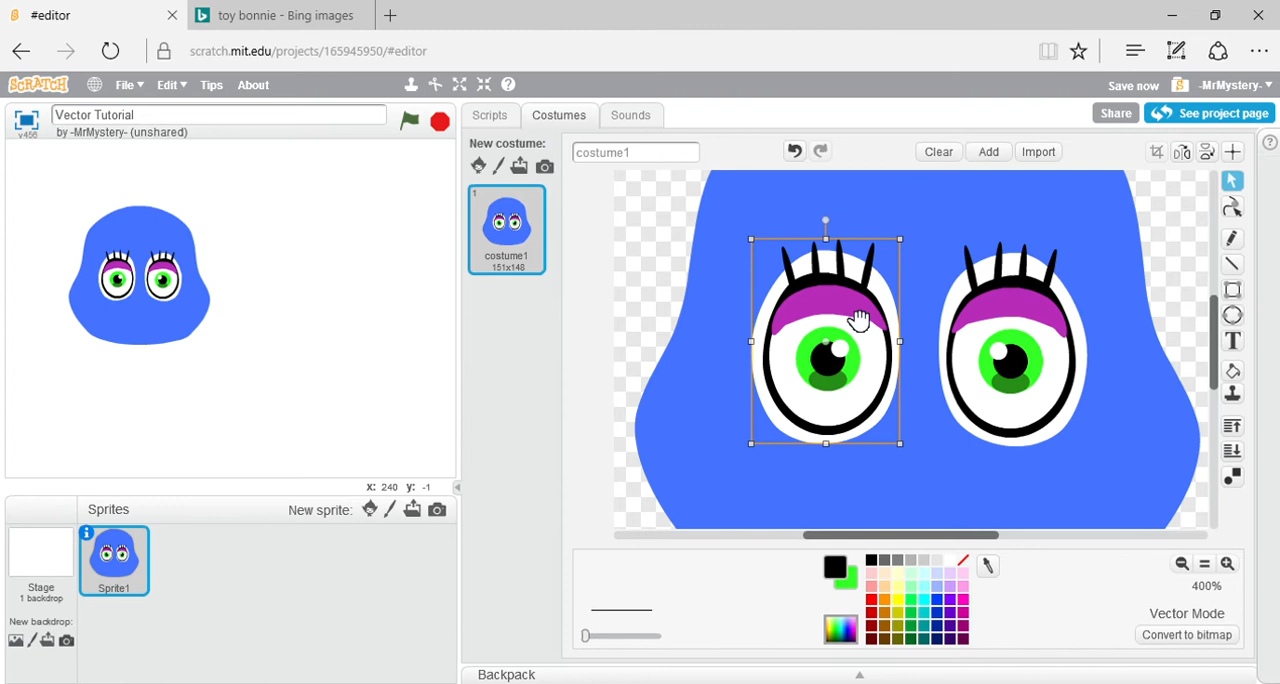 #editor
toy bonnie - Bing images
scratch.mit.edu/projects/165945950/#editor
SCRATCH File Edit Tips About
Save now -MrMystery-
Vector Tutorial
by -MrMystery- (unshared)
v456
Scripts Costumes Sounds
Share See project page
New costume:
costume1
Clear Add Import
1
costume1
151x148
T
x: 240 y: -1
Sprites New sprite:
Stage
1 backdrop
Sprite1
New backdrop:
400%
Vector Mode
Convert to bitmap
Backpack